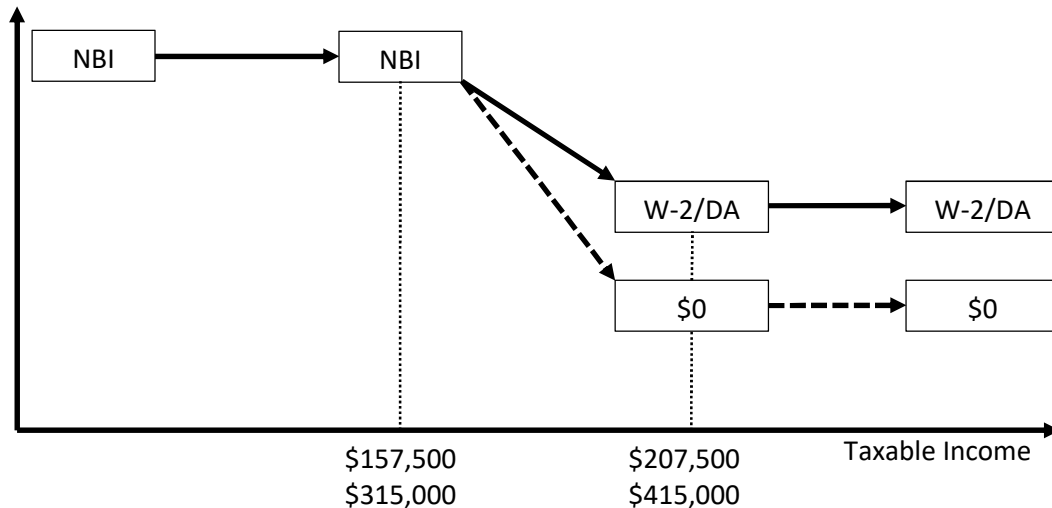 NBI
NBI
W-2/DA
W-2/DA
$0
$0
Taxable Income
$157,500
$207,500
$315,000
$415,000